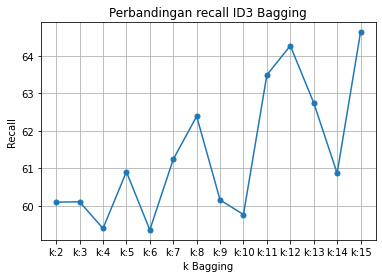 Perbandingan recall ID3 Bagging
Recall
64
63
62
61
60
k:2 k:3 k:4 k:5 k:6 k:7 k:8 k:9 k:10 k:11 k:12 k:13 k:14 k:15
k Bagging